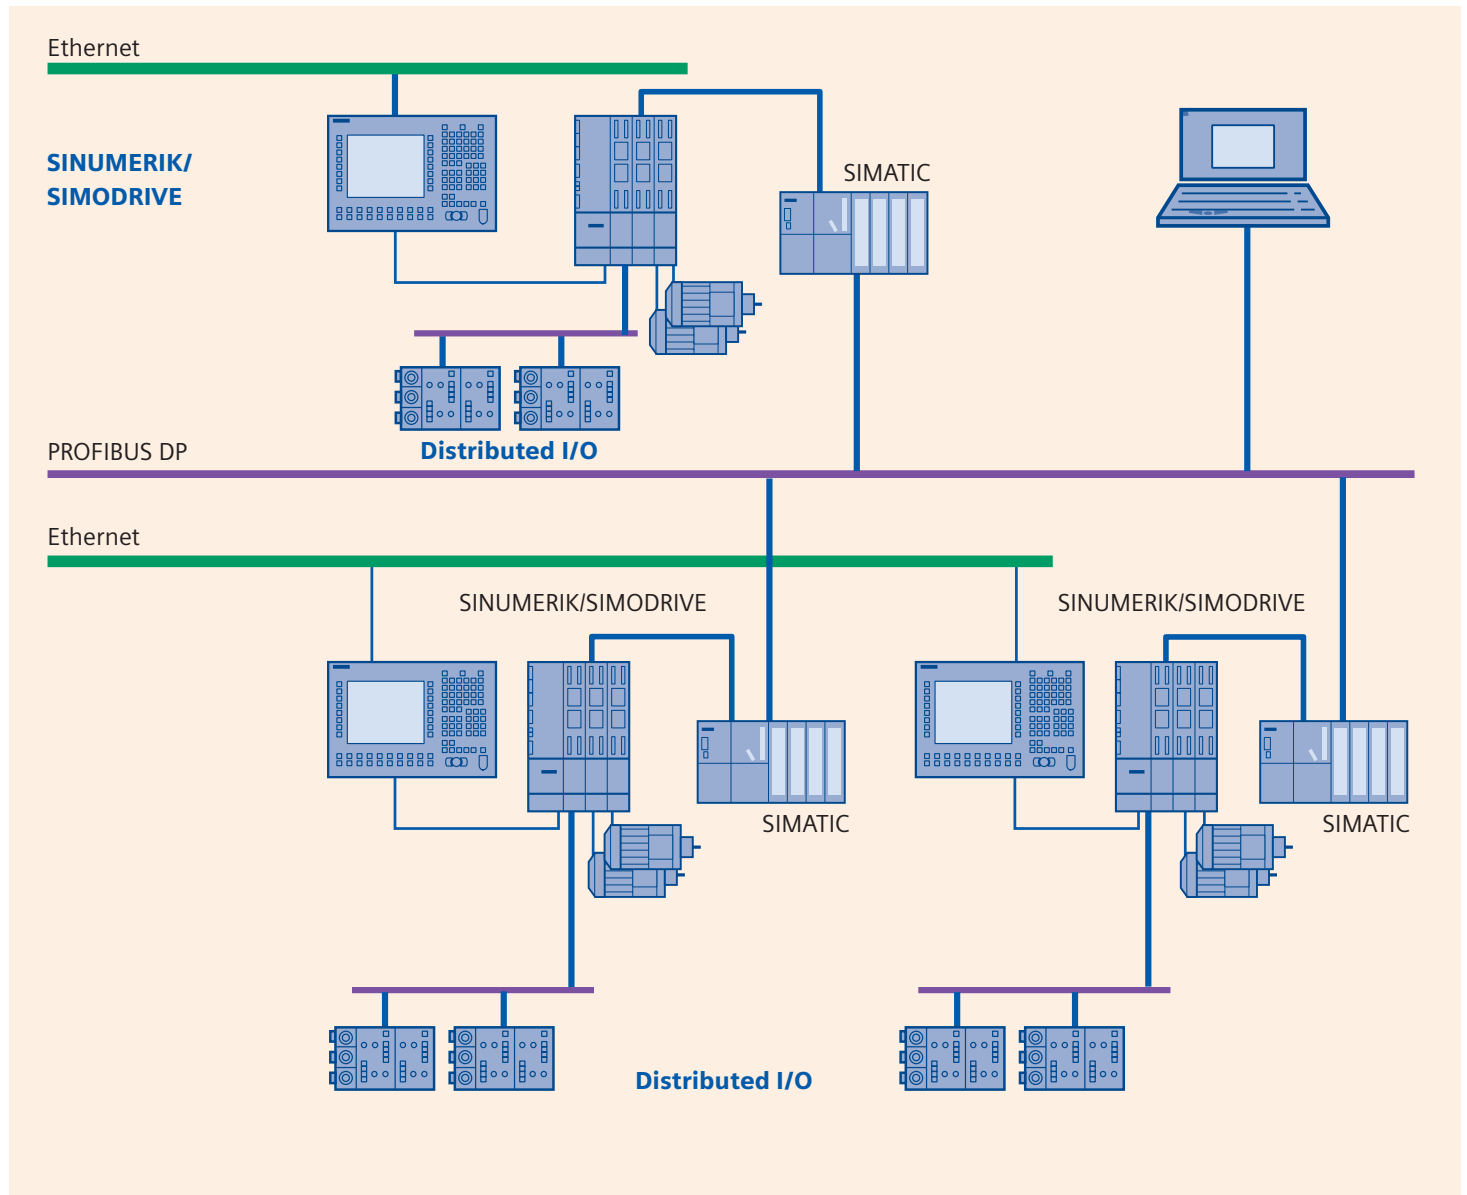 Ethernet
SINUMERIK/
SIMODRIVE
SIMATIC
Distributed I/O
PROFIBUS DP
Ethernet
SINUMERIK/SIMODRIVE
SINUMERIK/SIMODRIVE
SIMATIC
SIMATIC
Distributed I/O